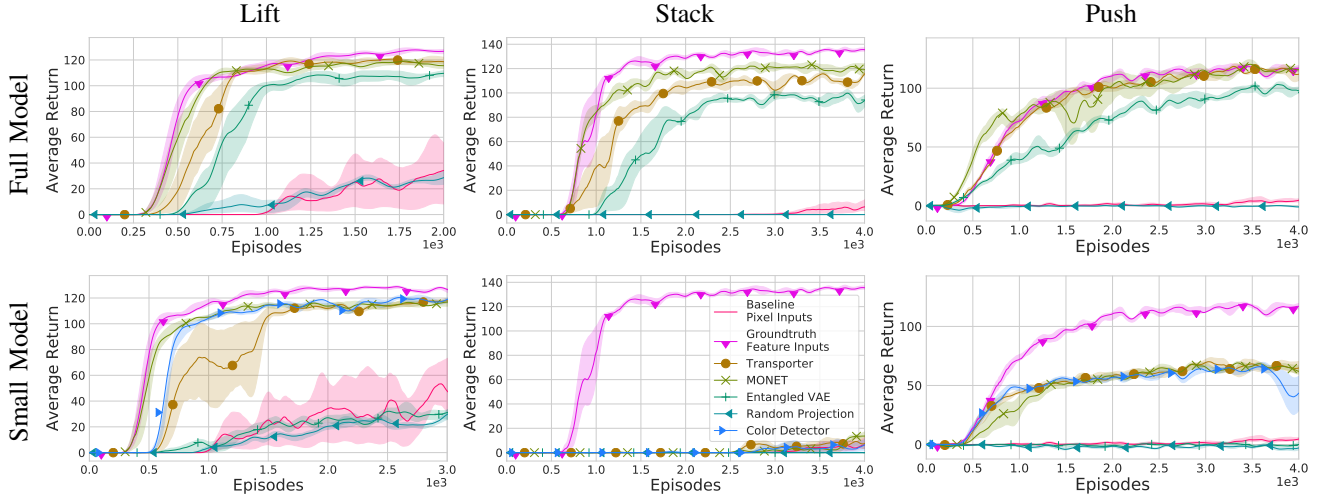 Lift
Stack
Push
Full Model
Average Return
120
100
80
60
40
20
0
0.00 0.25 0.50 0.75 1.00 1.25 1.50 1.75 2.00
Episodes
1e3
Average Return
140
120
100
80
60
40
20
0
0.0 0.5 1.0 1.5 2.0 2.5 3.0 3.5 4.0
Episodes
1e3
Average Return
100
50
0
0.0 0.5 1.0 1.5 2.0 2.5 3.0 3.5 4.0
Episodes
1e3
Small Model
Average Return
120
100
80
60
40
20
0
0.0 0.5 1.0 1.5 2.0 2.5 3.0
Episodes
1e3
Average Return
140
120
100
80
60
40
20
0
0.0 0.5 1.0 1.5 2.0 2.5 3.0 3.5 4.0
Episodes
1e3
Baseline
Pixel Inputs
Groundtruth
Feature Inputs
Transporter
MONET
Entangled VAE
Random Projection
Color Detector
Average Return
100
50
0
0.0 0.5 1.0 1.5 2.0 2.5 3.0 3.5 4.0
Episodes
1e3